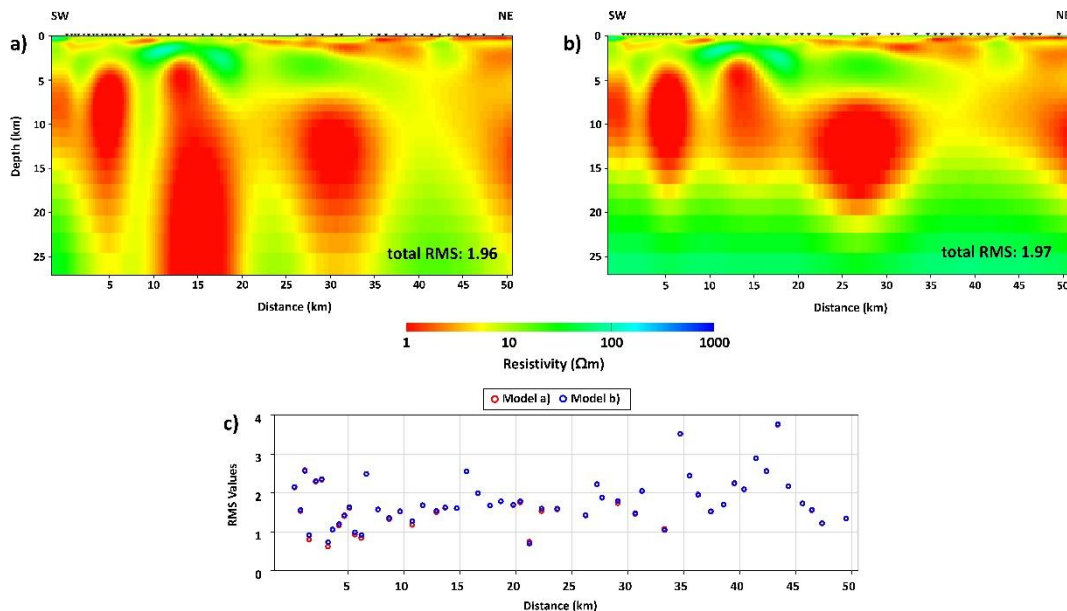 SW NE SW NE
a) b)
0 0
5 5
10 10
15 15
20 20
25 25
Depth (km)
total RMS: 1.96 total RMS: 1.97
5 10 15 20 25 30 35 40 45 50 5 10 15 20 25 30 35 40 45 50
Distance (km) Distance (km)
1 10 100 1000
Resistivity (Ωm)
Model a) Model b)
c)
4
3
2
1
0
RMS Values
5 10 15 20 25 30 35 40 45 50
Distance (km)